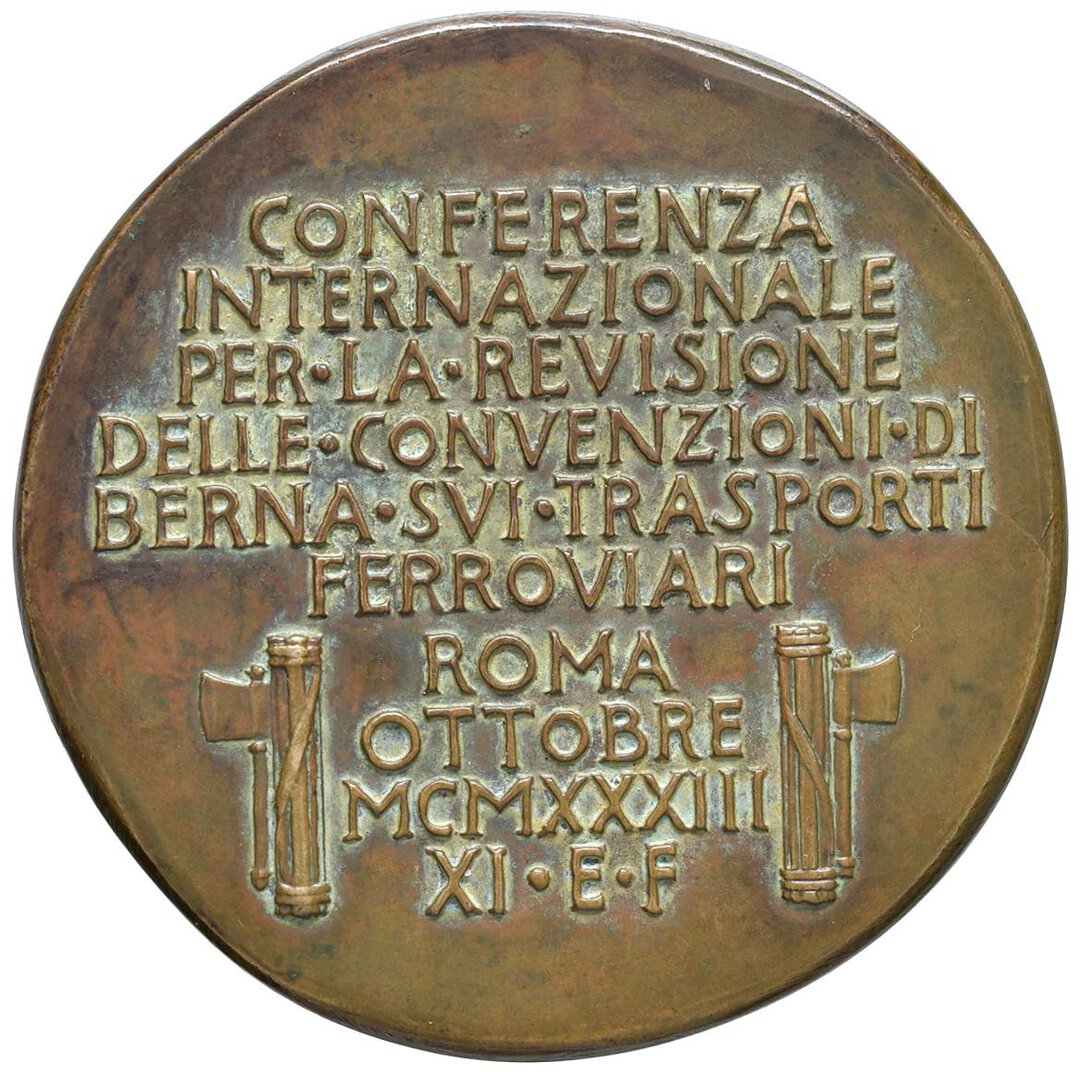 CONFERENZA
INTERNAZIONALE
PER·LA·REVISIONE
DELLE·CONVENZIONI·DI
BERNA·SVI·TRASPORTI
FERROVIARI
ROMA
OTTOBRE
MCMXXXIII
XI·E·F